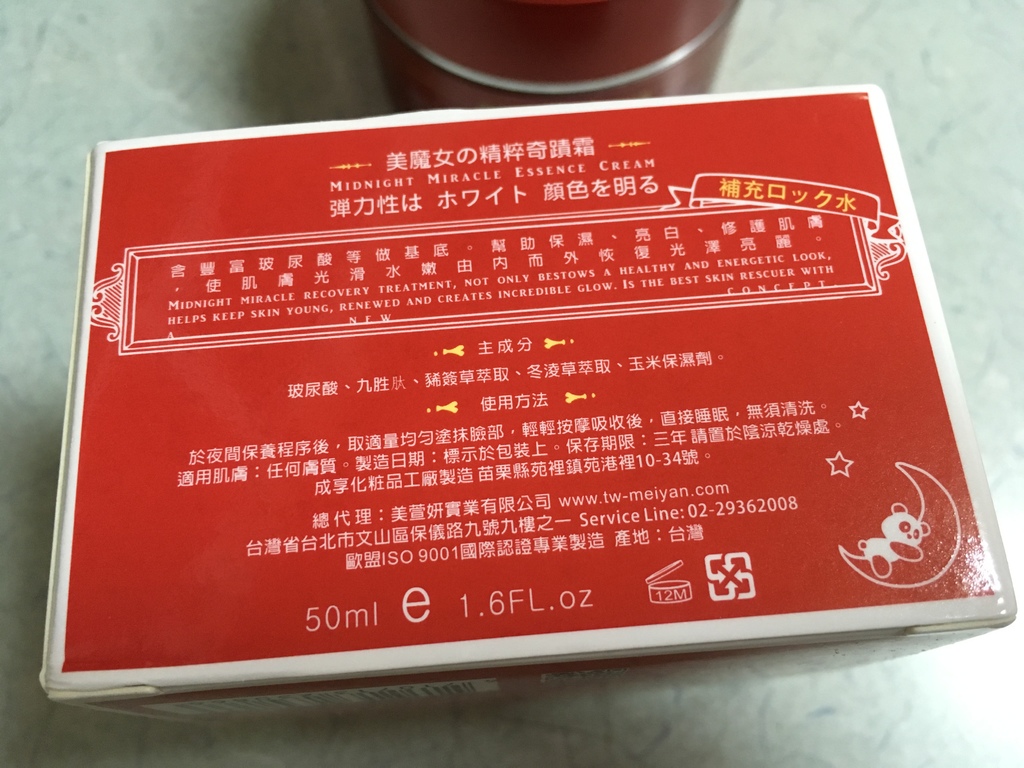 美魔女の精粹奇蹟霜
MIDNIGHT MIRACLE ESSENCE CREAM
弾力性は ホワイト 顔色を明る
補充ロック水
含豐富玻尿酸等做基底。幫助保濕、亮白、修護肌膚
，使肌膚光滑水嫩由內而外恢復光澤亮麗。
MIDNIGHT MIRACLE RECOVERY TREATMENT, NOT ONLY BESTOWS A HEALTHY AND ENERGETIC LOOK,
HELPS KEEP SKIN YOUNG, RENEWED AND CREATES INCREDIBLE GLOW. IS THE BEST SKIN RESCUER WITH
A NEW CONCEPT.
主成分
玻尿酸、九胜肽、豨簽草萃取、冬淩草萃取、玉米保濕劑。
使用方法
於夜間保養程序後，取適量均勻塗抹臉部，輕輕按摩吸收後，直接睡眠，無須清洗。
適用肌膚：任何膚質。製造日期：標示於包裝上。保存期限：三年 請置於陰涼乾燥處。
成享化粧品工廠製造 苗栗縣苑裡鎮苑港裡10-34號。
總代理：美萱妍實業有限公司 www.tw-meiyan.com
台灣省台北市文山區保儀路九號九樓之一 Service Line: 02-29362008
歐盟ISO 9001國際認證專業製造 產地：台灣
50ml e 1.6FL.oz
12M